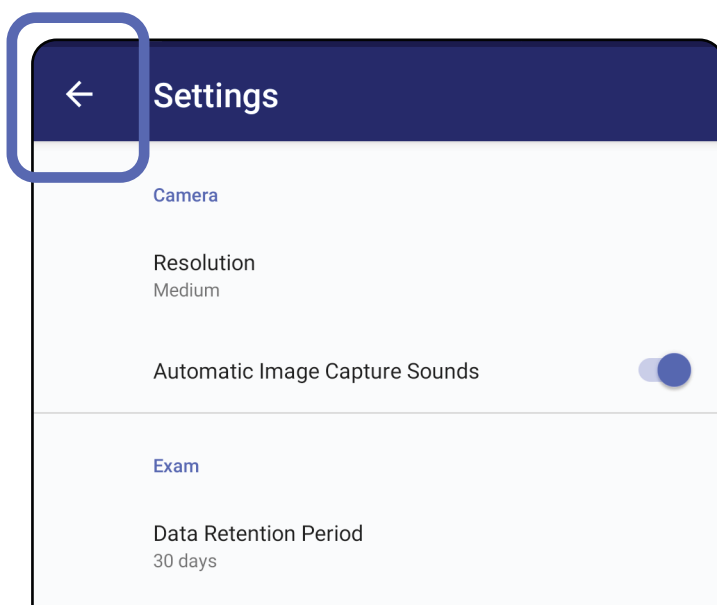 Settings
Camera
Resolution
Medium
Automatic Image Capture Sounds
Exam
Data Retention Period
30 days